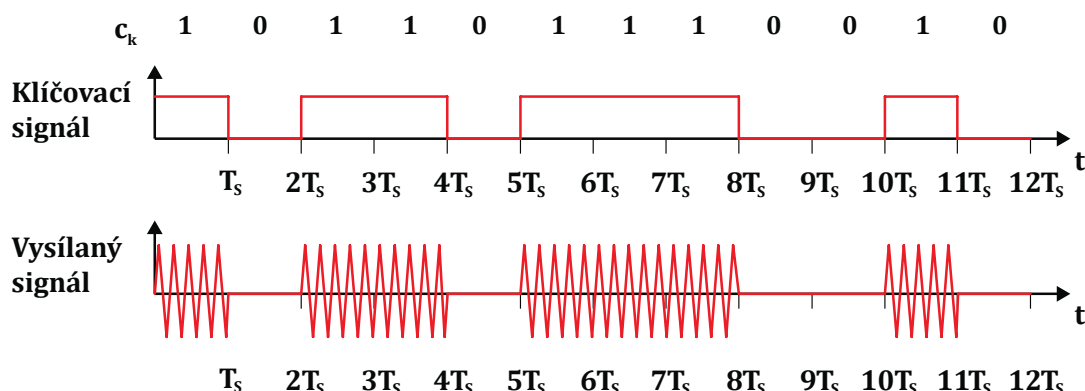 c_k 1 0 1 1 0 1 1 1 0 0 1 0
Klíčovací
signál
t
T_S 2T_S 3T_S 4T_S 5T_S 6T_S 7T_S 8T_S 9T_S 10T_S 11T_S 12T_S
Vysílaný
signál
t
T_S 2T_S 3T_S 4T_S 5T_S 6T_S 7T_S 8T_S 9T_S 10T_S 11T_S 12T_S